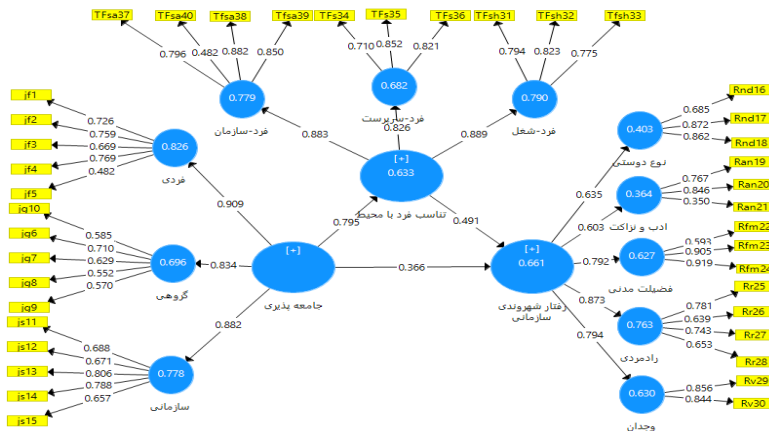 TFsa37
TFsa40
Tfsa38
TFsa39
TFs34
TFs35
TFs36
TFsh31
TFsh32
Tfsh33
0.796
0.482
0.882
0.850
0.710
0.852
0.821
0.794
0.823
0.775
0.779
فرد-سازمان
0.682
فرد-سرپرست
0.790
فرد-شغل
0.883
0.826
0.889
jf1
jf2
jf3
jf4
jf5
0.726
0.759
0.669
0.769
0.482
0.826
فردی
0.909
[+]
0.633
تناسب فرد با محیط
0.795
0.491
jg10
jg6
jg7
jg8
jg9
0.585
0.710
0.629
0.552
0.570
0.696
گروهی
0.834
[+]
جامعه پذیری
0.366
[+]
0.661
رفتار شهروندی
سازمانی
0.882
js11
js12
js13
js14
js15
0.688
0.671
0.806
0.788
0.657
0.778
سازمانی
0.635
0.603
0.792
0.873
0.794
0.403
نوع دوستی
0.685
0.872
0.862
Rnd16
Rnd17
Rnd18
0.364
ادب و نزاکت
0.767
0.846
0.350
Ran19
Ran20
Ran21
0.627
فضیلت مدنی
0.593
0.905
0.919
Rfm22
Rfm23
Rfm24
0.763
رادمردی
0.781
0.639
0.743
0.653
Rr25
Rr26
Rr27
Rr28
0.630
وجدان
0.856
0.844
Rv29
Rv30